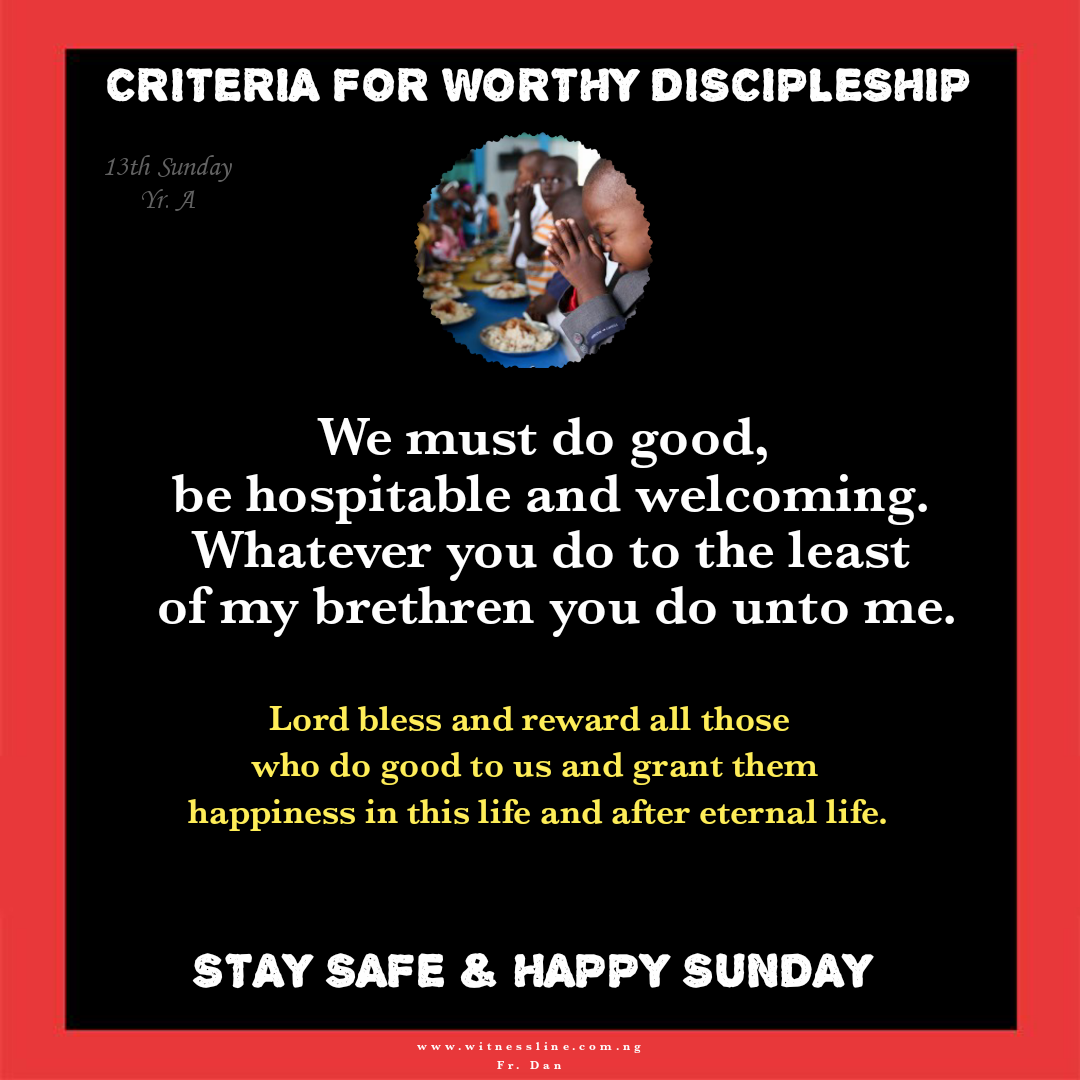 CRITERIA FOR WORTHY DISCIPLESHIP
13th Sunday
Yr. A
We must do good,
be hospitable and welcoming.
Whatever you do to the least
of my brethren you do unto me.
Lord bless and reward all those
who do good to us and grant them
happiness in this life and after eternal life.
STAY SAFE & HAPPY SUNDAY
www.witnessline.com.ng
Fr. Dan